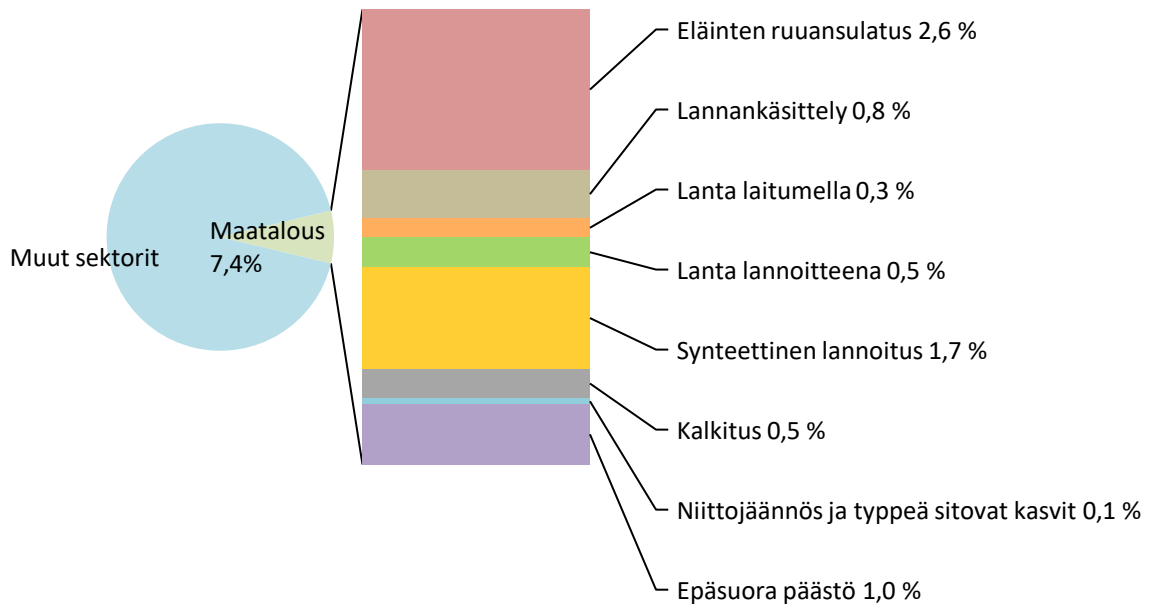 Muut sektorit
Maatalous
7,4%
Eläinten ruuansulatus 2,6 %
Lannankäsittely 0,8 %
Lanta laitumella 0,3 %
Lanta lannoitteena 0,5 %
Synteettinen lannoitus 1,7 %
Kalkitus 0,5 %
Niittojäännös ja typpeä sitovat kasvit 0,1 %
Epäsuora päästö 1,0 %